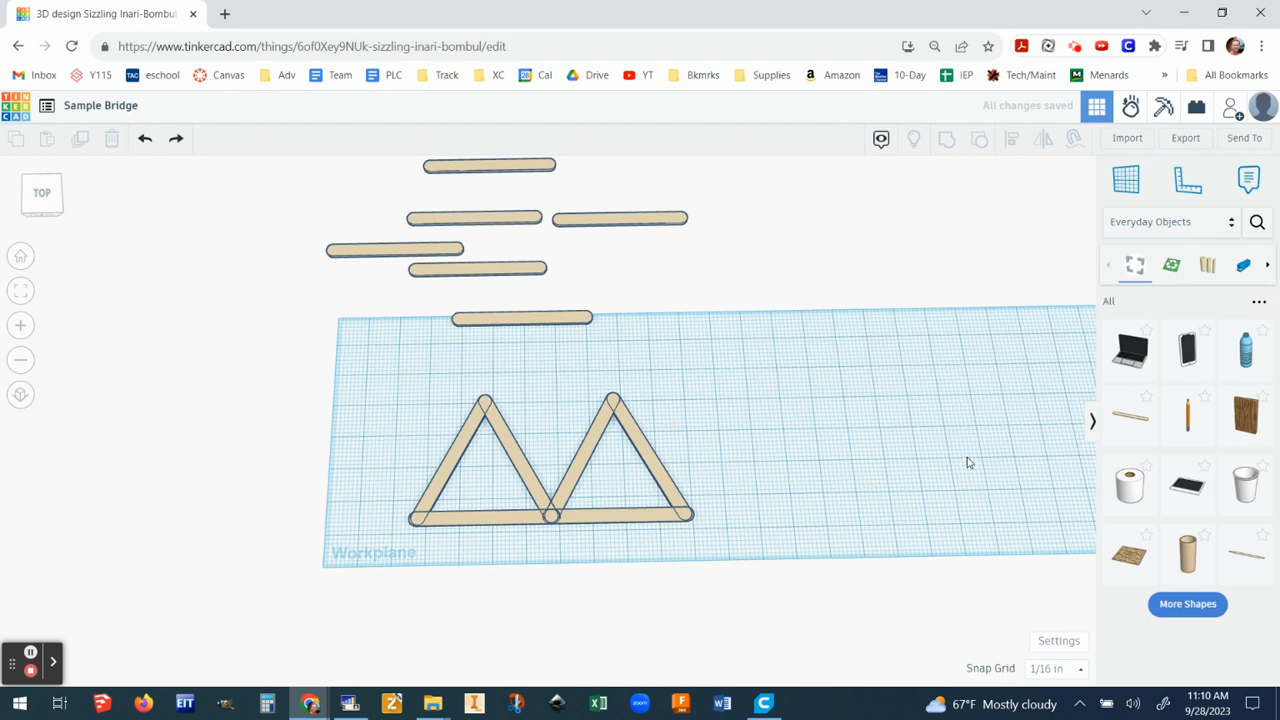 3D design Sizzling Inari-Bombul
https://www.tinkercad.com/things/6of0Xey9NUk-sizzling-inari-bombul/edit
Inbox Y115 eschool Canvas Adv Team PLC Track XC Cal Drive YT Bkmrks Supplies Amazon 10-Day IEP Tech/Maint Menards » All Bookmarks
TIN
KER
CAD
Sample Bridge
All changes saved
Import Export Send To
TOP
Everyday Objects
All
Workplane
More Shapes
Settings
Snap Grid 1/16 in
67°F Mostly cloudy
11:10 AM
9/28/2023